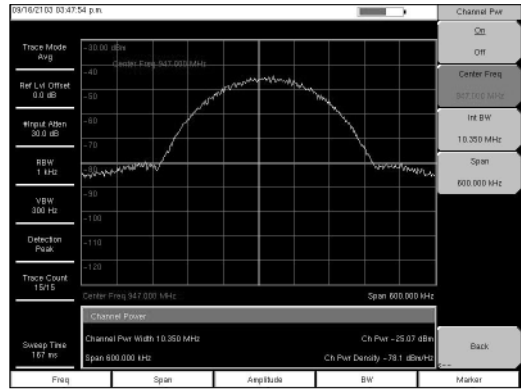 09/16/2103 03:47:54 p.m.
Channel Pwr
On
Off
Center Freq
947.000 MHz
Int BW
10.350 MHz
Span
600.000 kHz
Back
Trace Mode
Avg
Ref Lvl Offset
0.0 dB
#Input Atten
30.0 dB
RBW
1 kHz
VBW
300 Hz
Detection
Peak
Trace Count
15/15
Sweep Time
167 ms
-30.00 dBm
Center Freq 947.000 MHz
-40
-50
-60
-70
-80
-90
-100
-110
-120
Center Freq 947.000 MHz
Span 600.000 kHz
Channel Power
Channel Pwr Width 10.350 MHz
Ch Pwr -25.07 dBm
Span 600.000 kHz
Ch Pwr Density -78.1 dBm/Hz
Freq
Span
Amplitude
BW
Marker